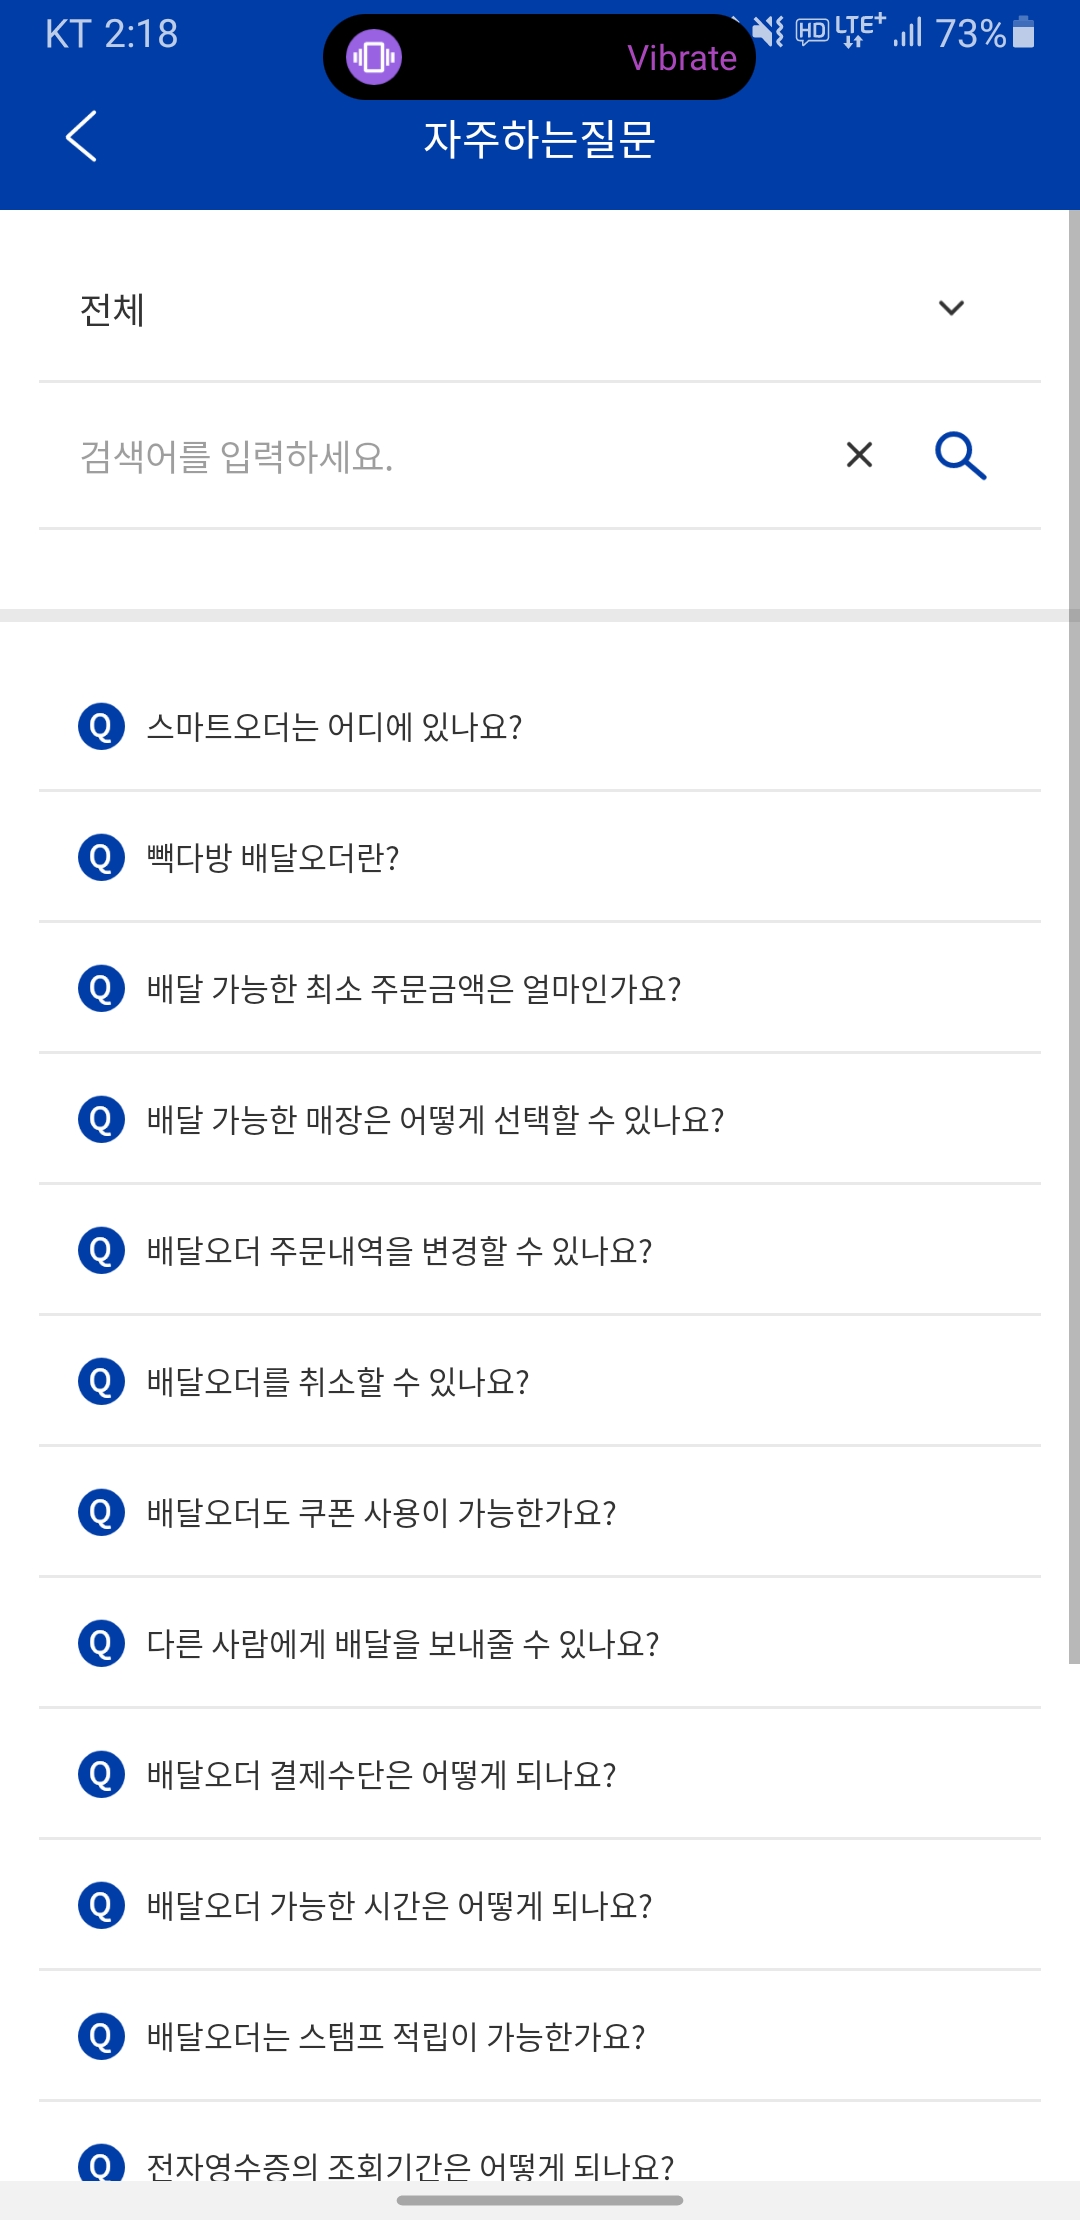 KT 2:18
Vibrate
HD LTE+ 73%
자주하는질문
전체
검색어를 입력하세요.
Q 스마트오더는 어디에 있나요?
Q 빽다방 배달오더란?
Q 배달 가능한 최소 주문금액은 얼마인가요?
Q 배달 가능한 매장은 어떻게 선택할 수 있나요?
Q 배달오더 주문내역을 변경할 수 있나요?
Q 배달오더를 취소할 수 있나요?
Q 배달오더도 쿠폰 사용이 가능한가요?
Q 다른 사람에게 배달을 보내줄 수 있나요?
Q 배달오더 결제수단은 어떻게 되나요?
Q 배달오더 가능한 시간은 어떻게 되나요?
Q 배달오더는 스탬프 적립이 가능한가요?
Q 전자영수증의 조회기간은 어떻게 되나요?